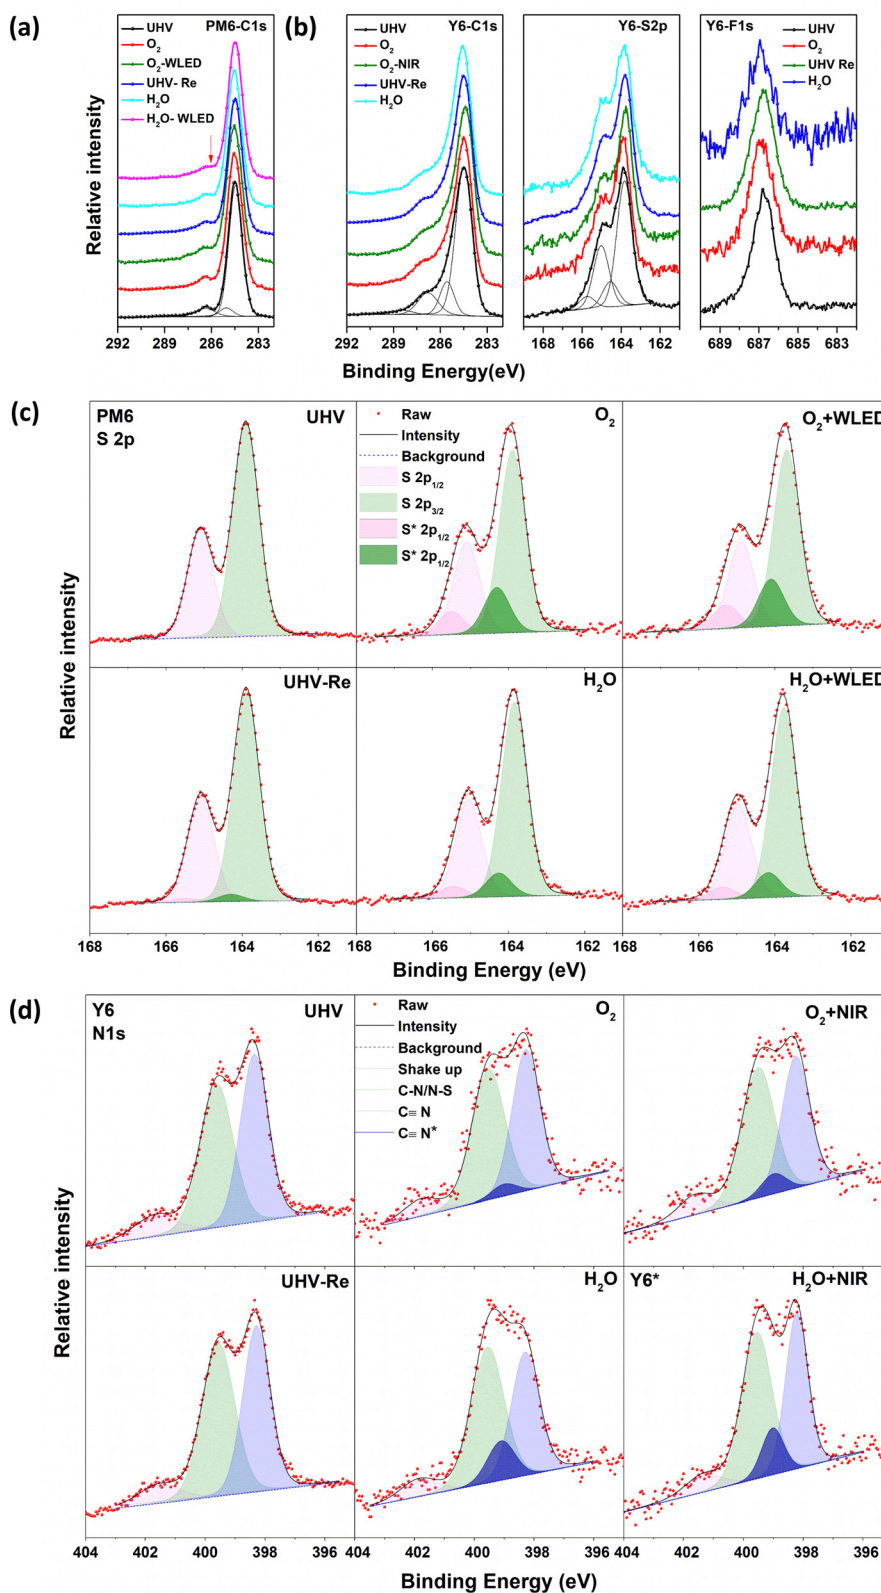 (a)
UHV
O₂
O₂-WLED
UHV- Re
H₂O
H₂O- WLED
PM6-C1s
Relative intensity
292 289 286 283
(b)
UHV
O₂
O₂-NIR
UHV-Re
H₂O
Y6-C1s
292 289 286 283
Y6-S2p
168 166 164 162
Y6-F1s
UHV
O₂
UHV Re
H₂O
689 687 685 683
Binding Energy(eV)
(c)
PM6
S 2p
UHV
Raw
Intensity
Background
S 2p₁/₂
S 2p₃/₂
S* 2p₁/₂
S* 2p₁/₂
O₂
O₂+WLED
Relative intensity
UHV-Re
H₂O
H₂O+WLED
168 166 164 162
166 164 162
168 166 164 162
Binding Energy (eV)
(d)
Y6
N1s
UHV
Raw
Intensity
Background
Shake up
C-N/N-S
C≡ N
C≡ N*
O₂
O₂+NIR
Relative intensity
UHV-Re
H₂O
Y6*
H₂O+NIR
404 402 400 398 396
402 400 398 396
404 402 400 398 396
Binding Energy (eV)